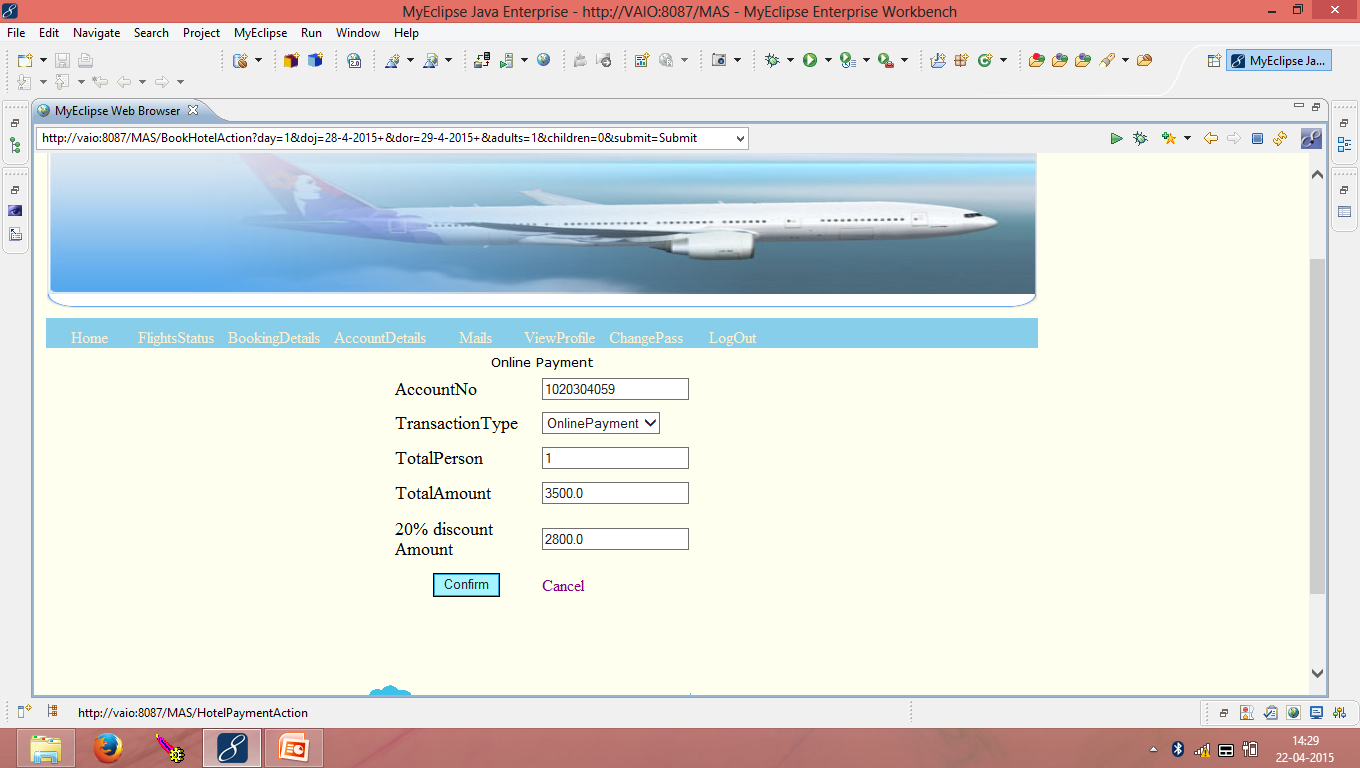 MyEclipse Java Enterprise - http://VAIO:8087/MAS - MyEclipse Enterprise Workbench
File Edit Navigate Search Project MyEclipse Run Window Help
MyEclipse Ja...
MyEclipse Web Browser
http://vaio:8087/MAS/BookHotelAction?day=1&doj=28-4-2015+&dor=29-4-2015+&adults=1&children=0&submit=Submit
Home FlightsStatus BookingDetails AccountDetails Mails ViewProfile ChangePass LogOut
Online Payment
AccountNo 1020304059
TransactionType OnlinePayment
TotalPerson 1
TotalAmount 3500.0
20% discount
Amount 2800.0
Confirm Cancel
http://vaio:8087/MAS/HotelPaymentAction
14:29
22-04-2015